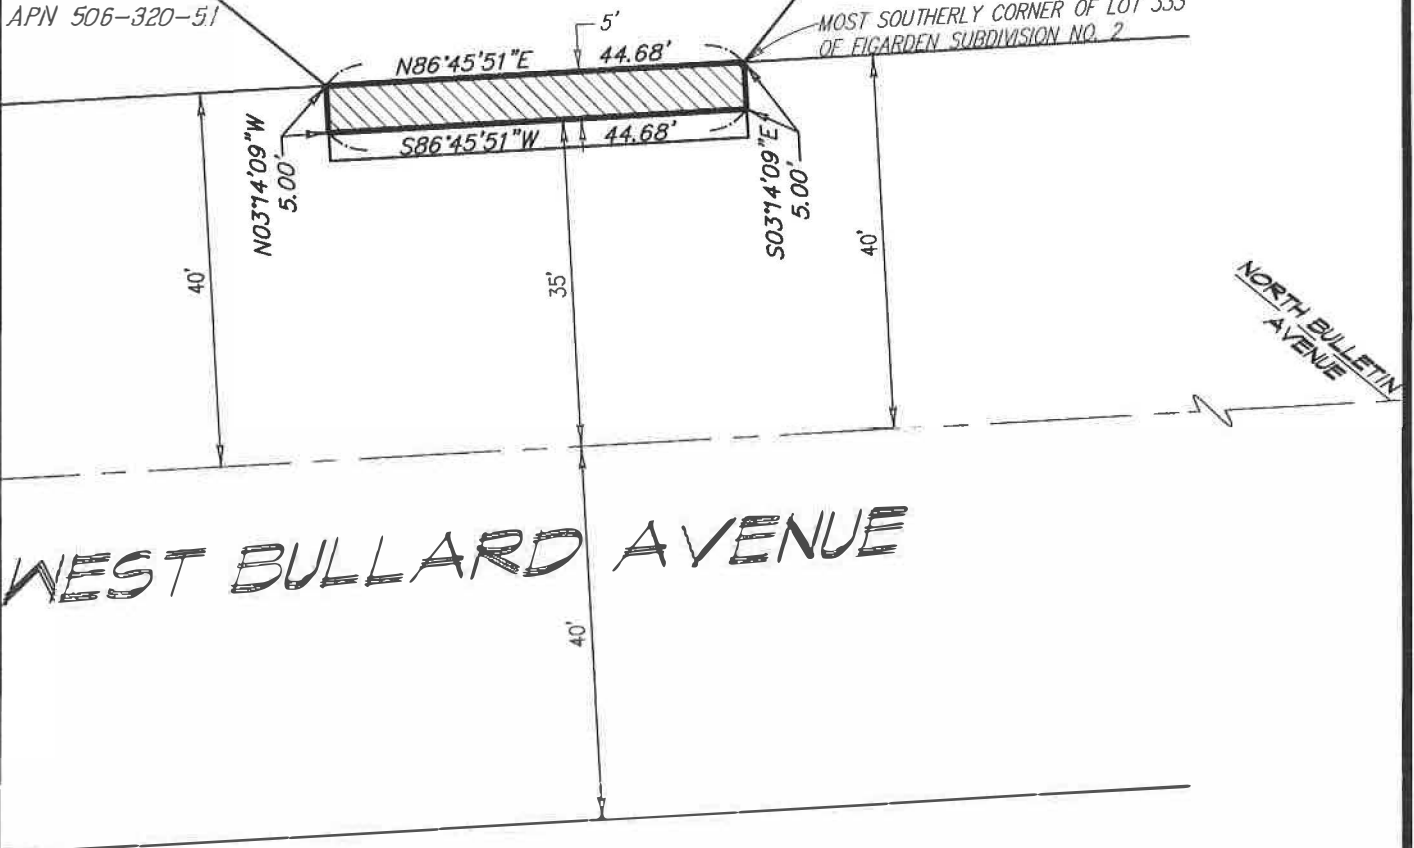 APN 506-320-51
5'
MOST SOUTHERLY CORNER OF LOT 333
OF FIGARDEN SUBDIVISION NO. 2
N86°45'51"E 44.68'
S86°45'51"W 44.68'
N03°14'09"W
5.00'
S03°14'09"E
5.00'
40'
35'
40'
NORTH BULLETIN
AVENUE
WEST BULLARD AVENUE
40'